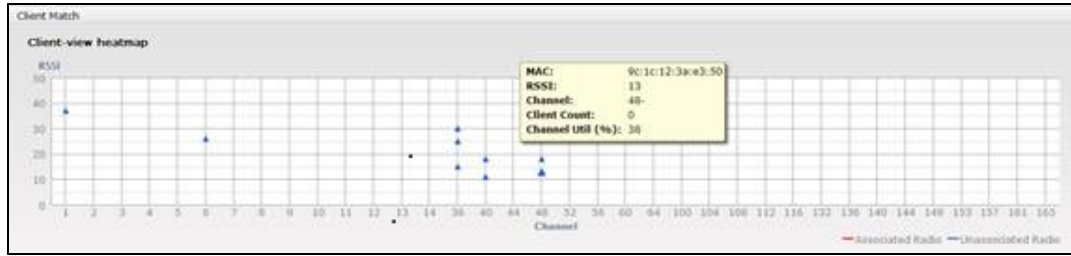 Client Match
Client-view heatmap
RSSI
50
40
30
20
10
0
MAC: 9c:1c:12:3a:e3:50
RSSI: 13
Channel: 48-
Client Count: 0
Channel Util (%): 36
1 2 3 4 5 6 7 8 9 10 11 12 13 14 36 40 44 48 52 56 60 64 100 104 108 112 116 132 136 140 144 149 153 157 161 165
Channel
Associated Radio Unassociated Radio